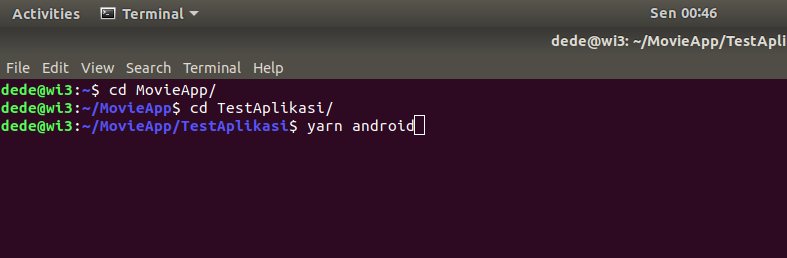 Activities Terminal Sen 00:46
dede@wi3: ~/MovieApp/TestApli
File Edit View Search Terminal Help
dede@wi3:~$ cd MovieApp/
dede@wi3:~/MovieApp$ cd TestAplikasi/
dede@wi3:~/MovieApp/TestAplikasi$ yarn android